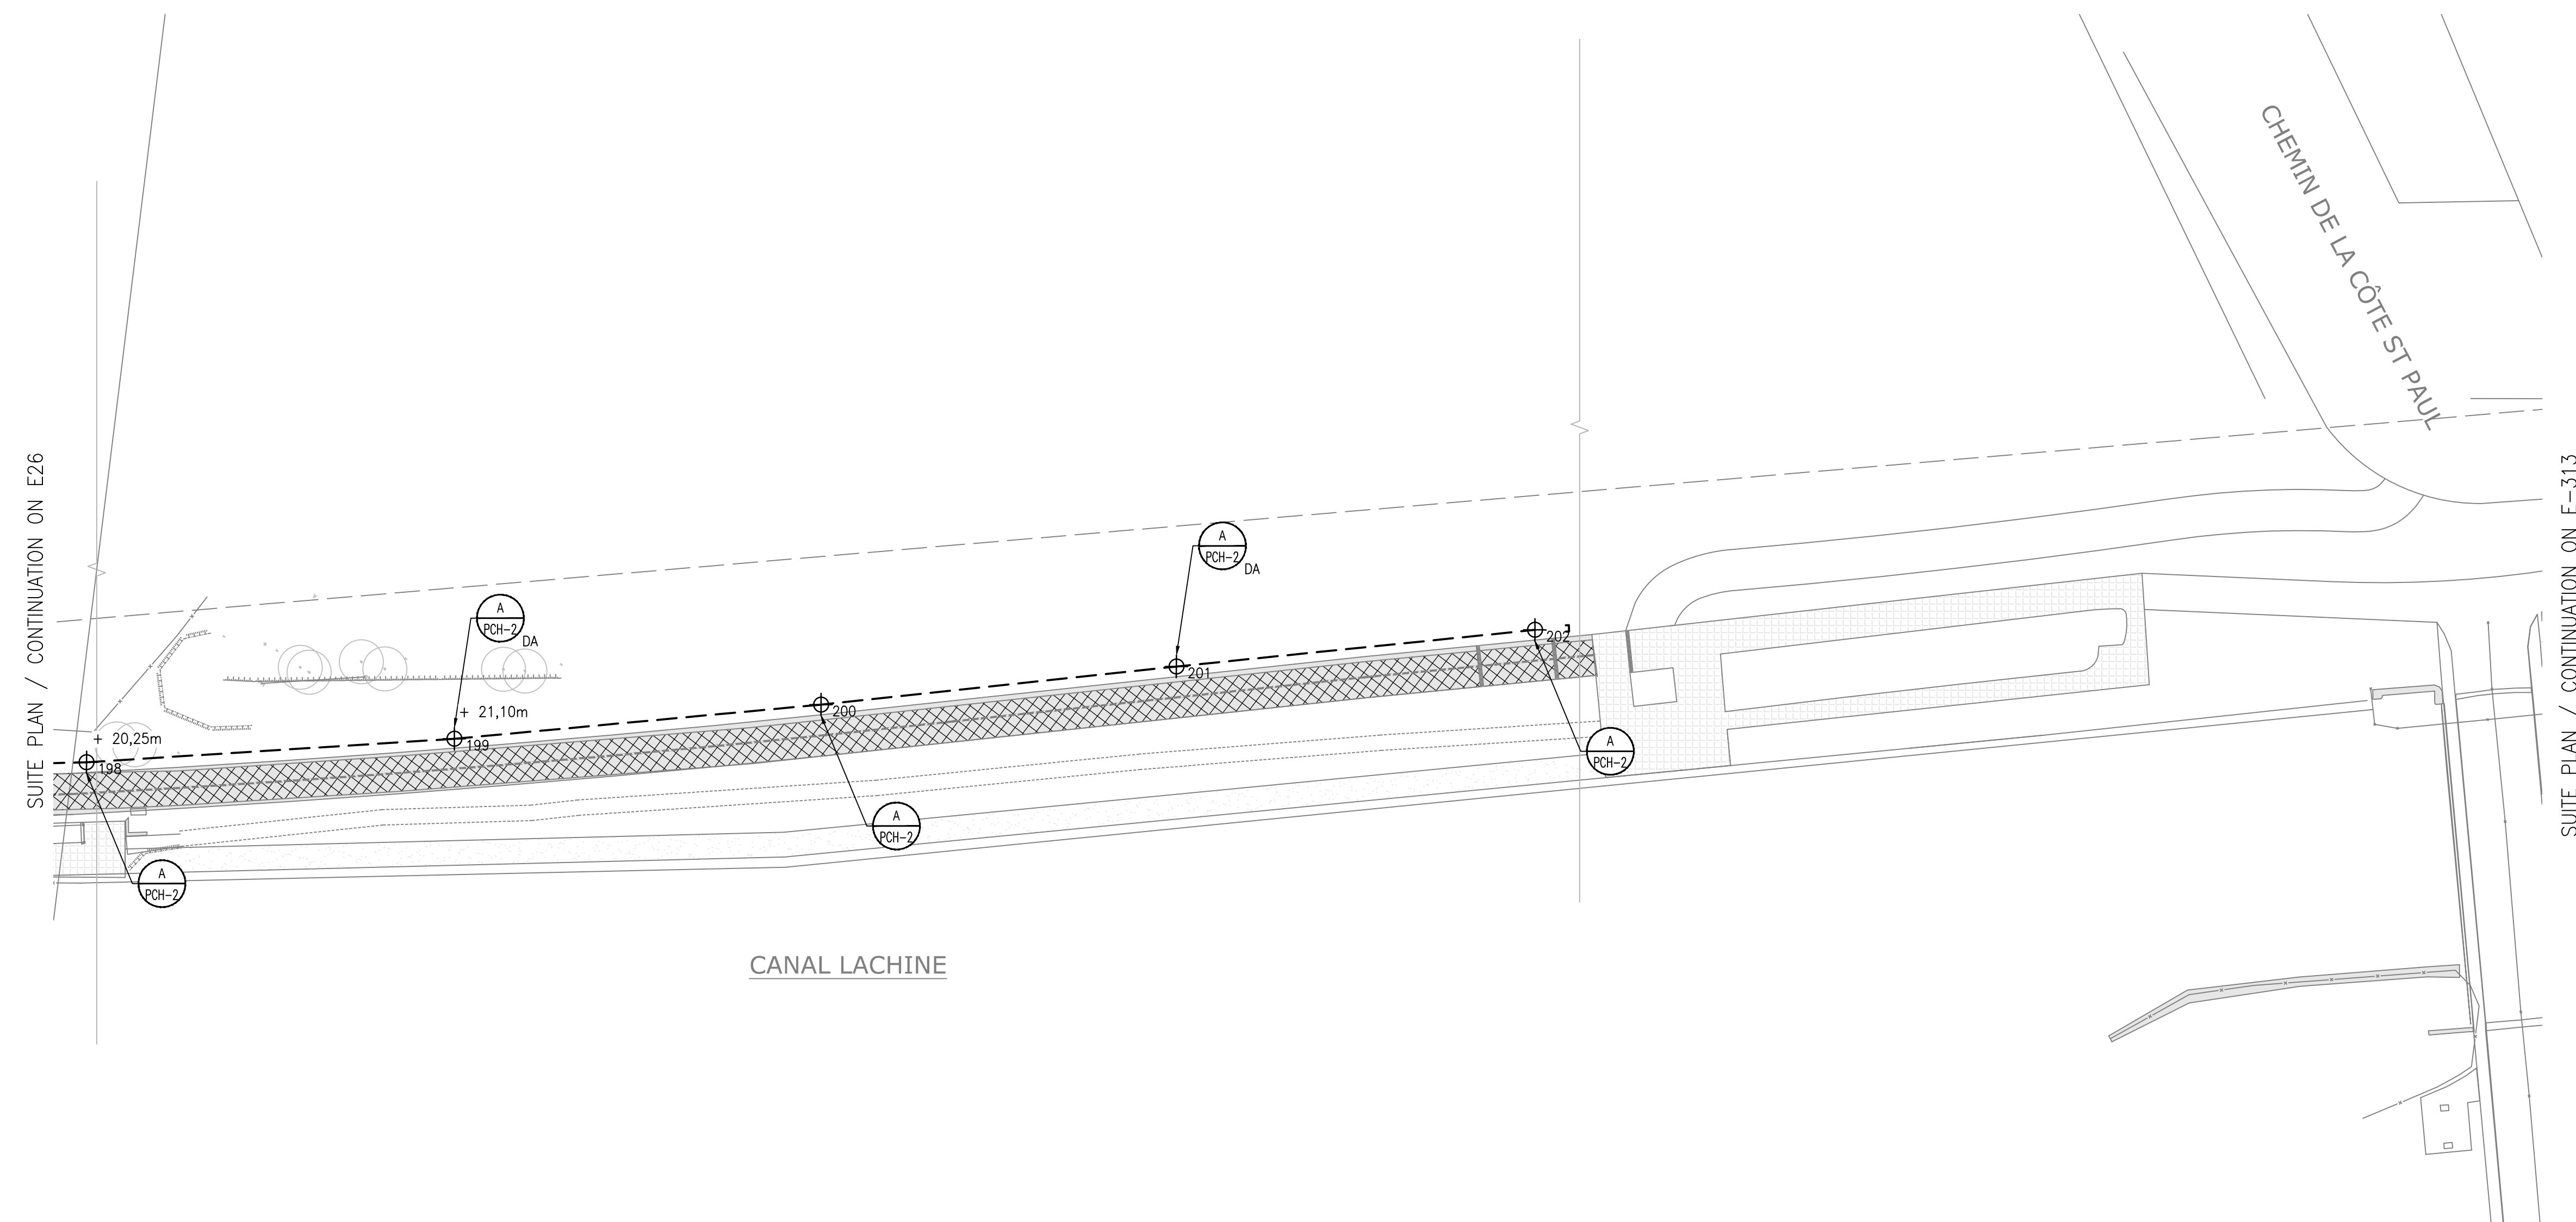 SUITE PLAN / CONTINUATION ON E26
CHEMIN DE LA CÔTE ST PAUL
SUITE PLAN / CONTINUATION ON E-313
A
PCH-2
DA
A
PCH-2
DA
202
201
+ 21,10m
200
199
+ 20,25m
198
A
PCH-2
A
PCH-2
A
PCH-2
CANAL LACHINE